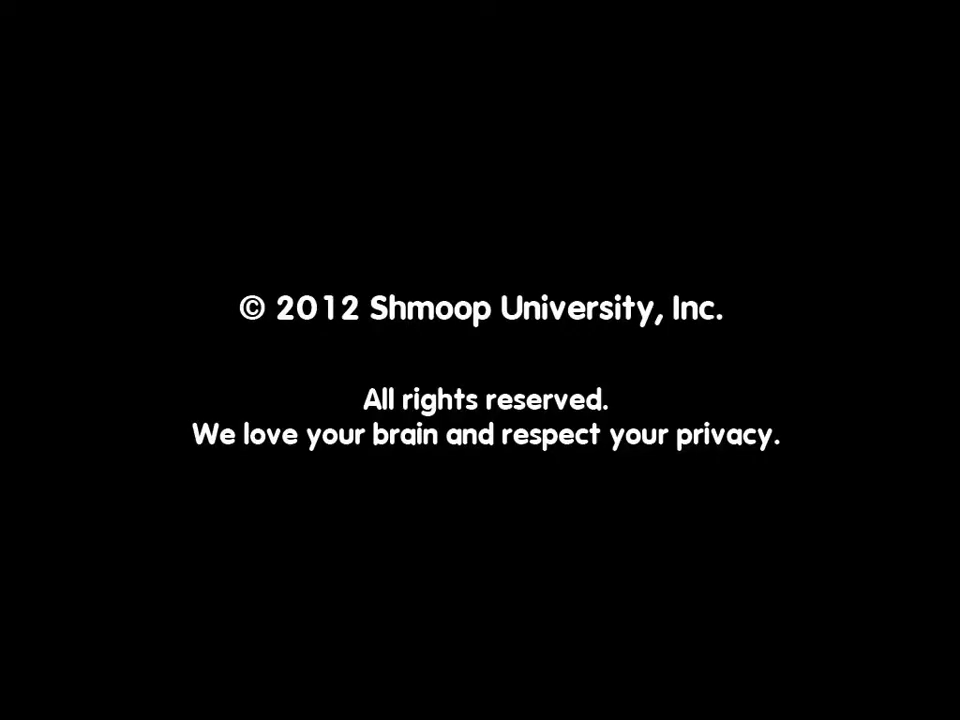 © 2012 Shmoop University, Inc.
All rights reserved.
We love your brain and respect your privacy.